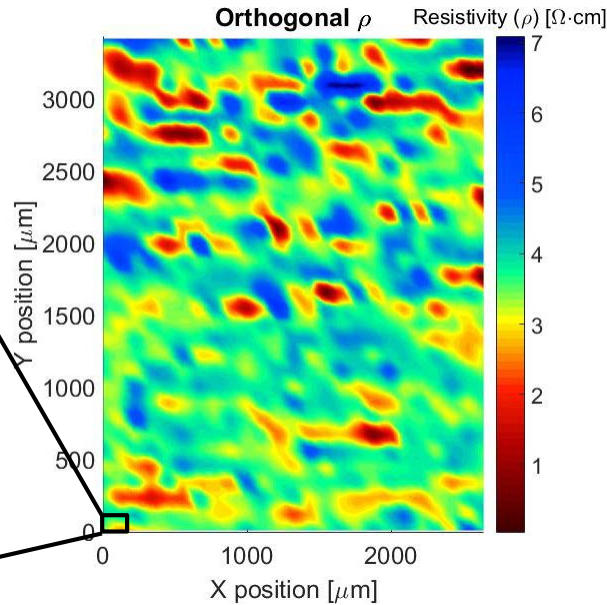 Orthogonal ρ
Resistivity (ρ) [Ω·cm]
7
6
5
4
3
2
1
Y position [μm]
3000
2500
2000
1500
1000
500
0
0 1000 2000
X position [μm]